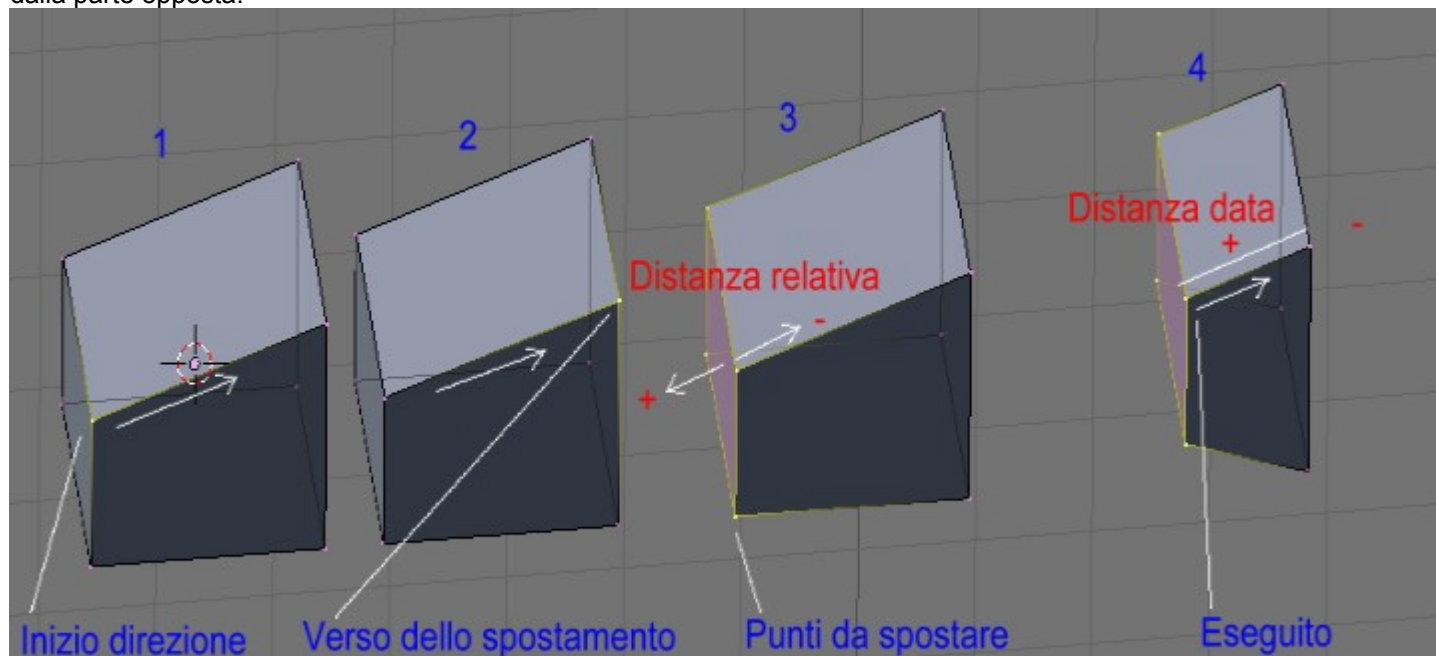 dalla parte opposta.
1
2
3
4
Distanza data
+
-
Distanza relativa
-
+
Inizio direzione
Verso dello spostamento
Punti da spostare
Eseguito